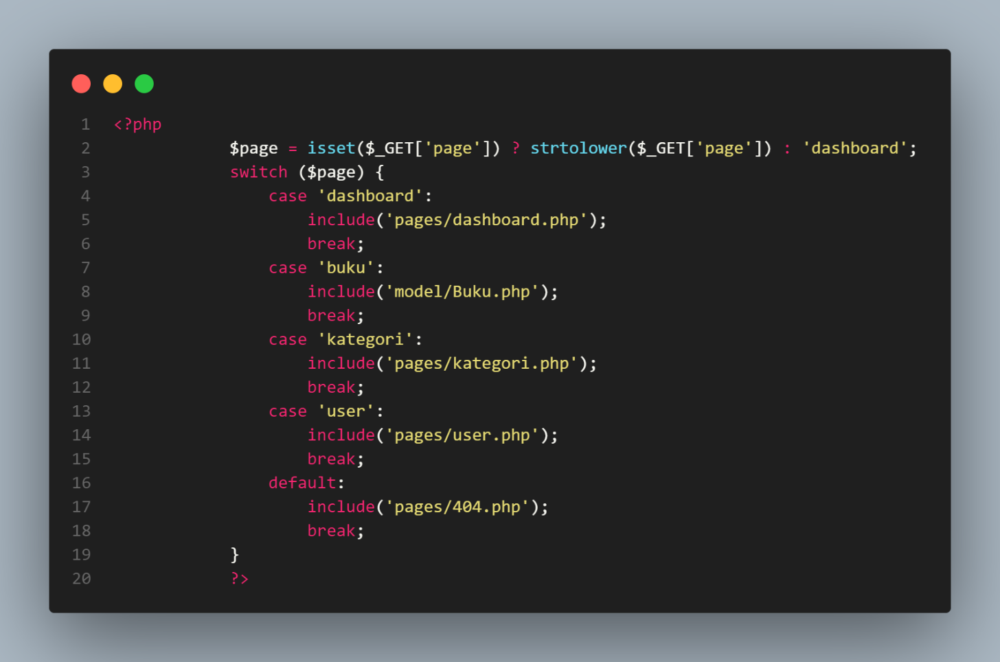 1 <?php
2             $page = isset($_GET['page']) ? strtolower($_GET['page']) : 'dashboard';
3             switch ($page) {
4                 case 'dashboard':
5                     include('pages/dashboard.php');
6                     break;
7                 case 'buku':
8                     include('model/Buku.php');
9                     break;
10                 case 'kategori':
11                     include('pages/kategori.php');
12                     break;
13                 case 'user':
14                     include('pages/user.php');
15                     break;
16                 default:
17                     include('pages/404.php');
18                     break;
19             }
20             ?>